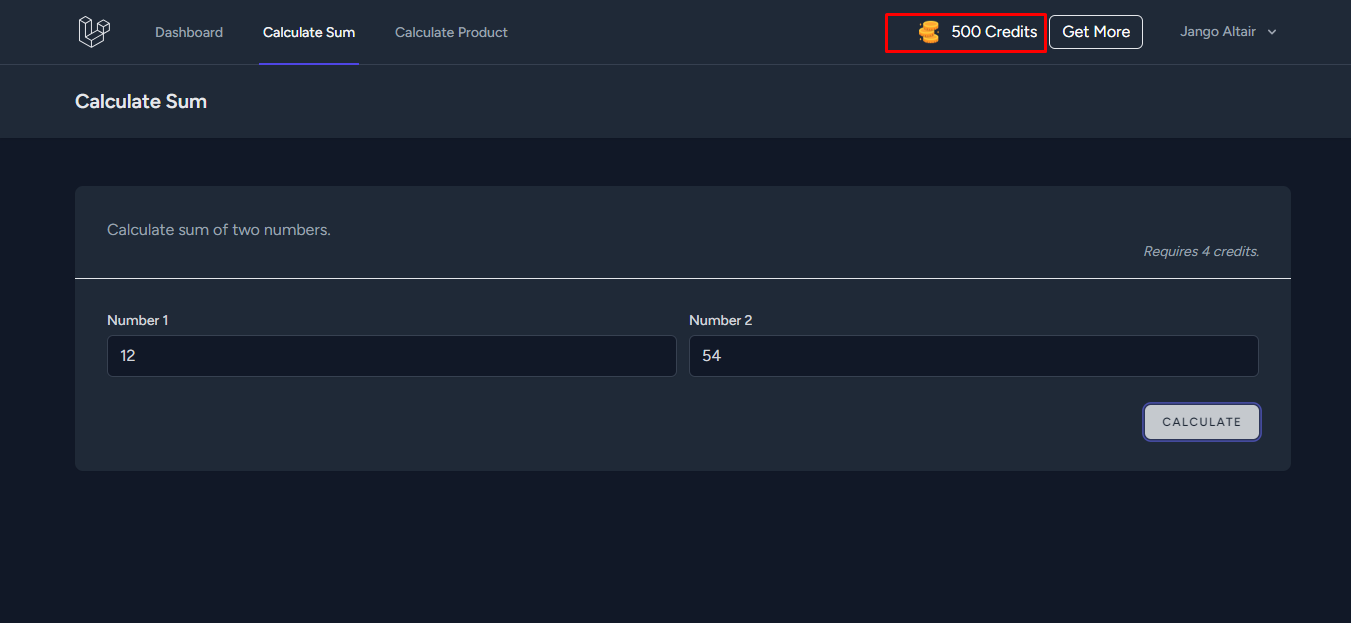 Dashboard Calculate Sum Calculate Product 500 Credits Get More Jango Altair
Calculate Sum
Calculate sum of two numbers.
Requires 4 credits.
Number 1 Number 2
12 54
CALCULATE